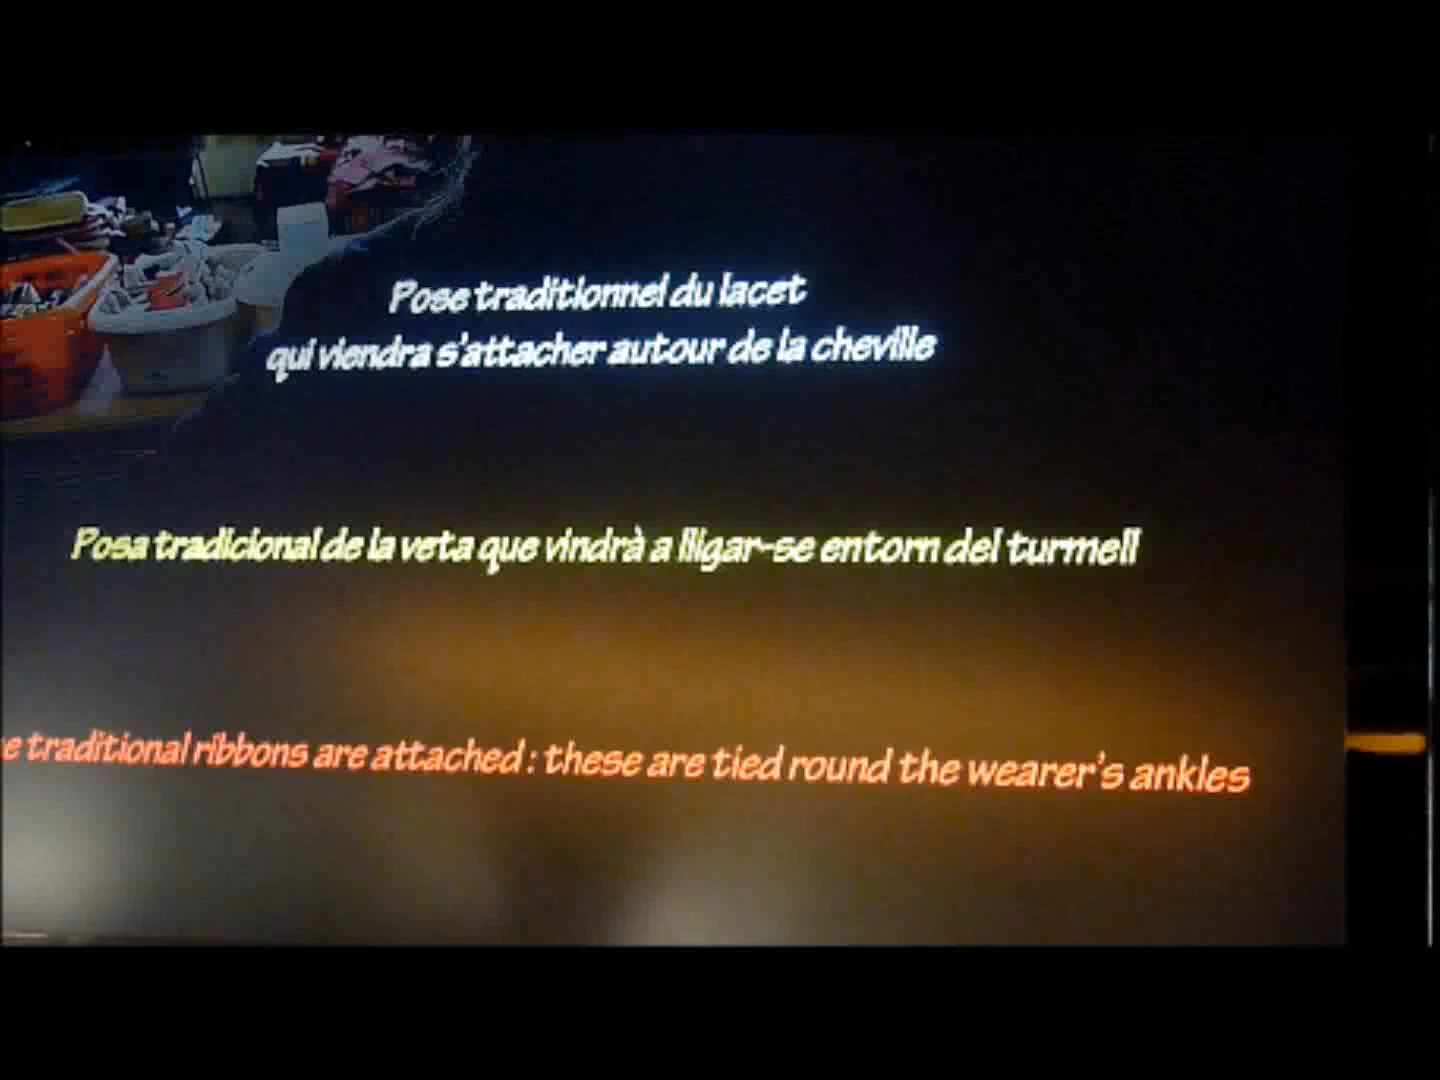 Pose traditionnel du lacet
qui viendra s'attacher autour de la cheville
Posa tradicional de la veta que vindrà a lligar-se entorn del turmell
traditional ribbons are attached : these are tied round the wearer's ankles